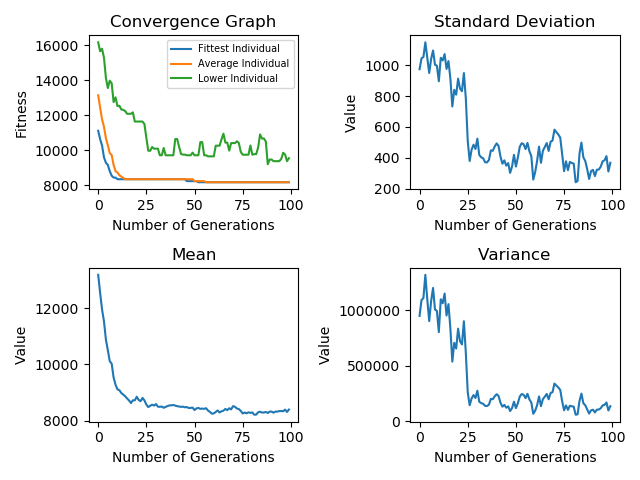 Convergence Graph
16000
14000
12000
10000
8000
Fitness
Fittest Individual
Average Individual
Lower Individual
0
25
50
75
100
Number of Generations
Standard Deviation
1000
800
600
400
200
Value
0
25
50
75
100
Number of Generations
Mean
12000
10000
8000
Value
0
25
50
75
100
Number of Generations
Variance
1000000
500000
0
Value
0
25
50
75
100
Number of Generations